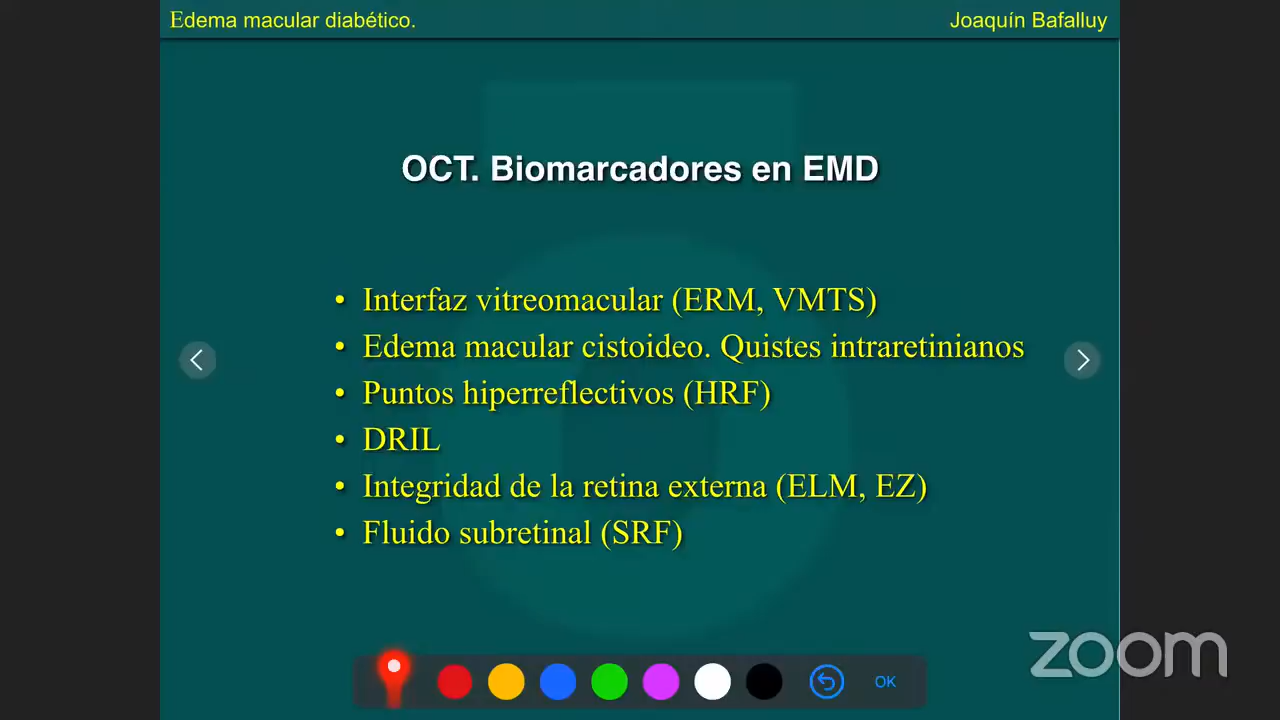 Edema macular diabético.
Joaquín Bafalluy
OCT. Biomarcadores en EMD
• Interfaz vitreomacular (ERM, VMTS)
• Edema macular cistoideo. Quistes intraretinianos
• Puntos hiperreflectivos (HRF)
• DRIL
• Integridad de la retina externa (ELM, EZ)
• Fluido subretinal (SRF)
OK
zoom